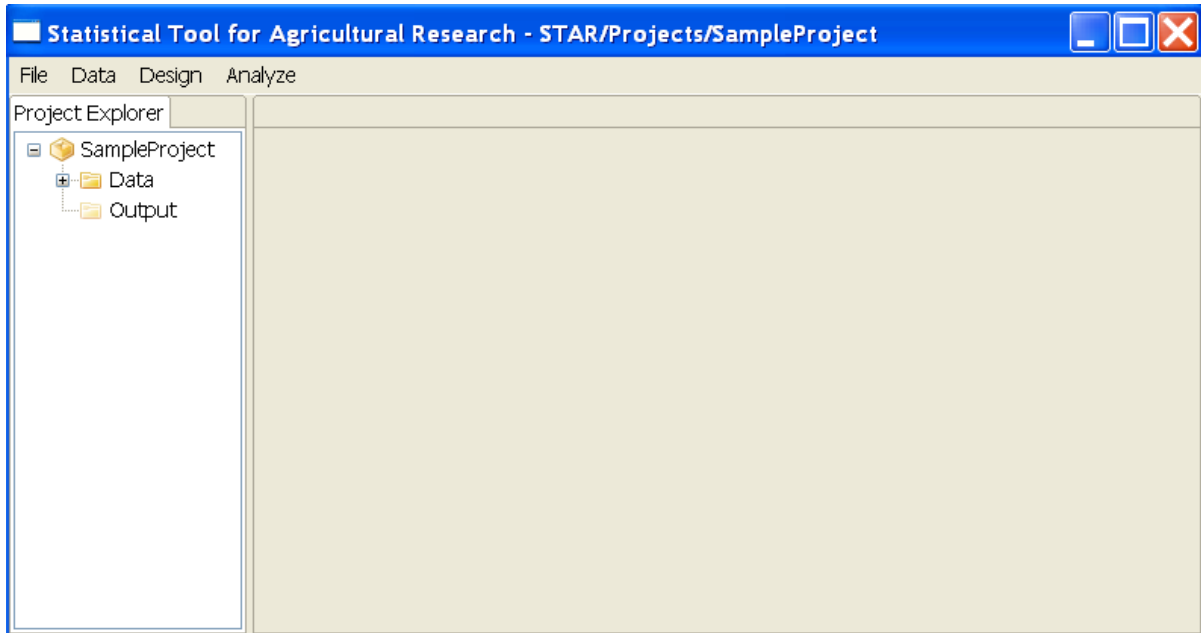 Statistical Tool for Agricultural Research - STAR/Projects/SampleProject
File Data Design Analyze
Project Explorer
SampleProject
Data
Output